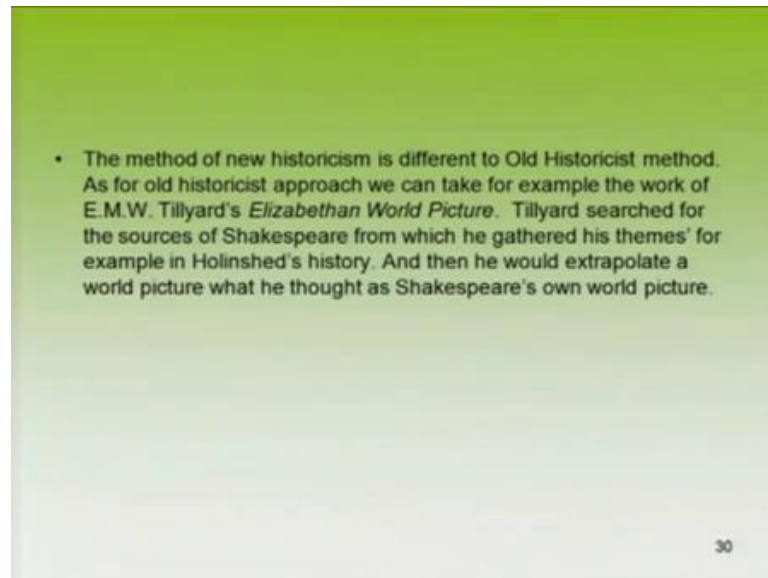 • The method of new historicism is different to Old Historicist method.
As for old historicist approach we can take for example the work of
E.M.W. Tillyard's Elizabethan World Picture. Tillyard searched for
the sources of Shakespeare from which he gathered his themes' for
example in Holinshed's history. And then he would extrapolate a
world picture what he thought as Shakespeare's own world picture.
30